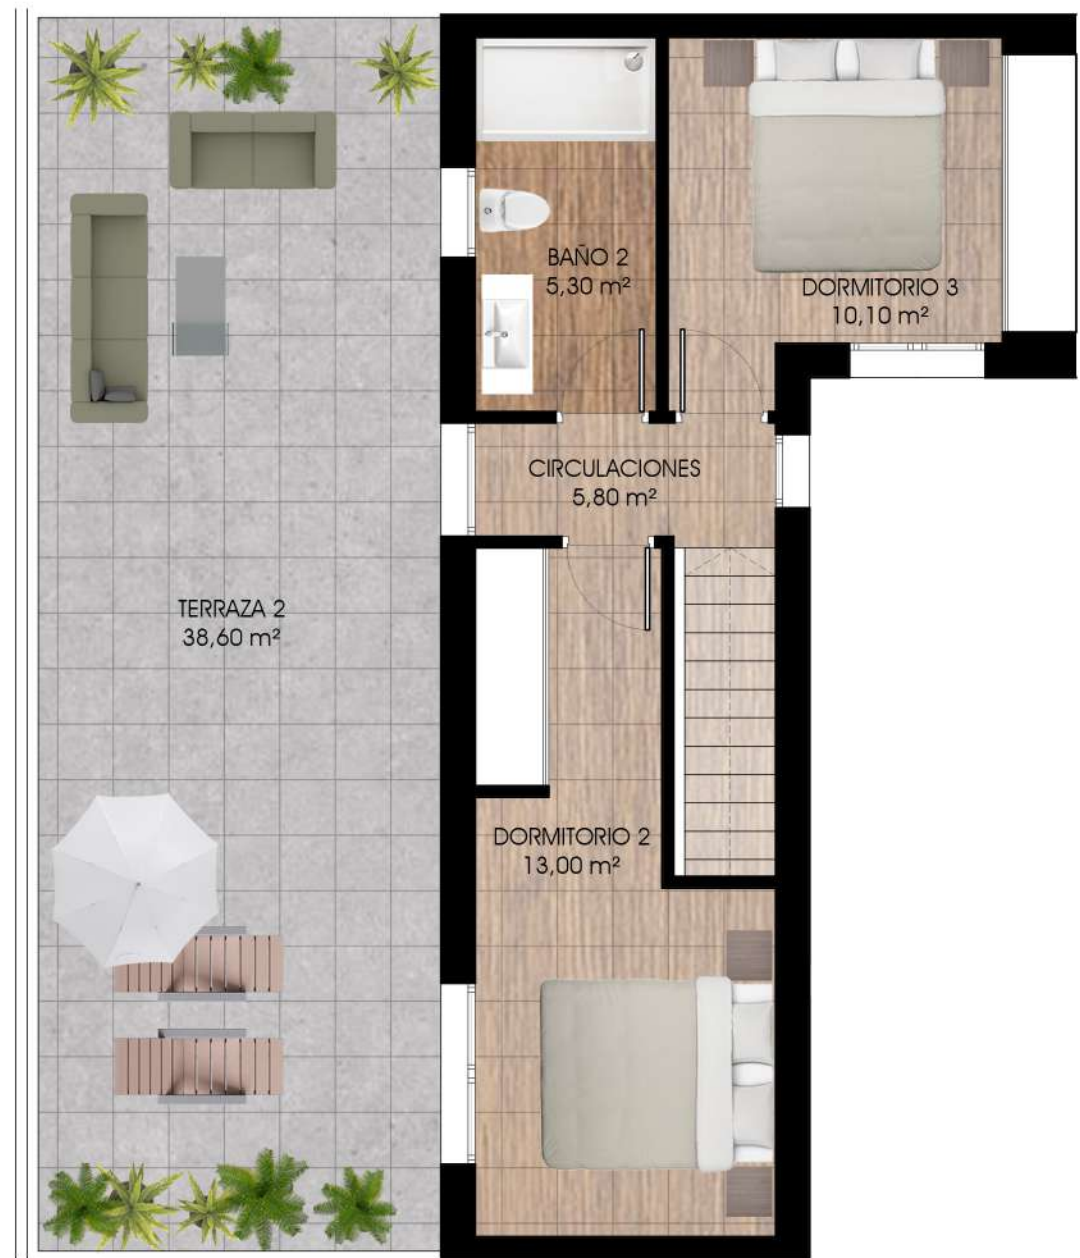 BAÑO 2
5,30 m²
DORMITORIO 3
10,10 m²
CIRCULACIONES
5,80 m²
TERRAZA 2
38,60 m²
DORMITORIO 2
13,00 m²